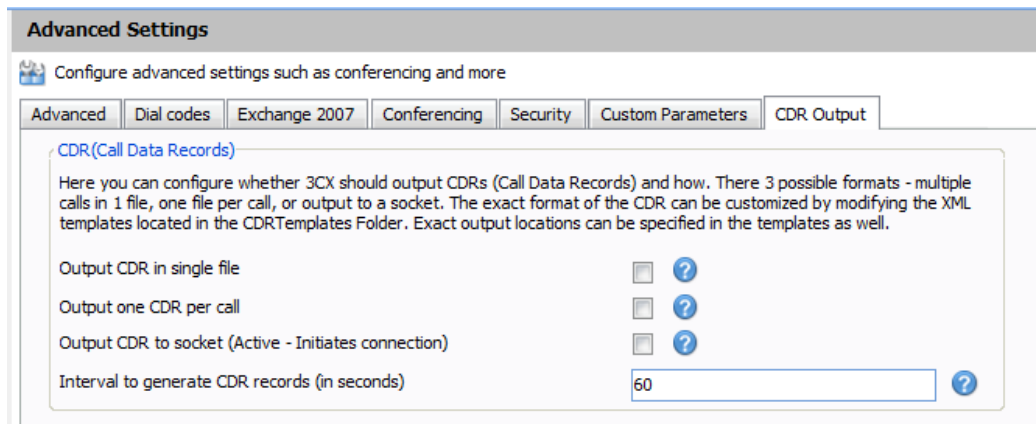 Advanced Settings
Configure advanced settings such as conferencing and more
Advanced Dial codes Exchange 2007 Conferencing Security Custom Parameters CDR Output
CDR(Call Data Records)
Here you can configure whether 3CX should output CDRs (Call Data Records) and how. There 3 possible formats - multiple
calls in 1 file, one file per call, or output to a socket. The exact format of the CDR can be customized by modifying the XML
templates located in the CDRTemplates Folder. Exact output locations can be specified in the templates as well.
Output CDR in single file ?
Output one CDR per call ?
Output CDR to socket (Active - Initiates connection) ?
Interval to generate CDR records (in seconds) 60 ?